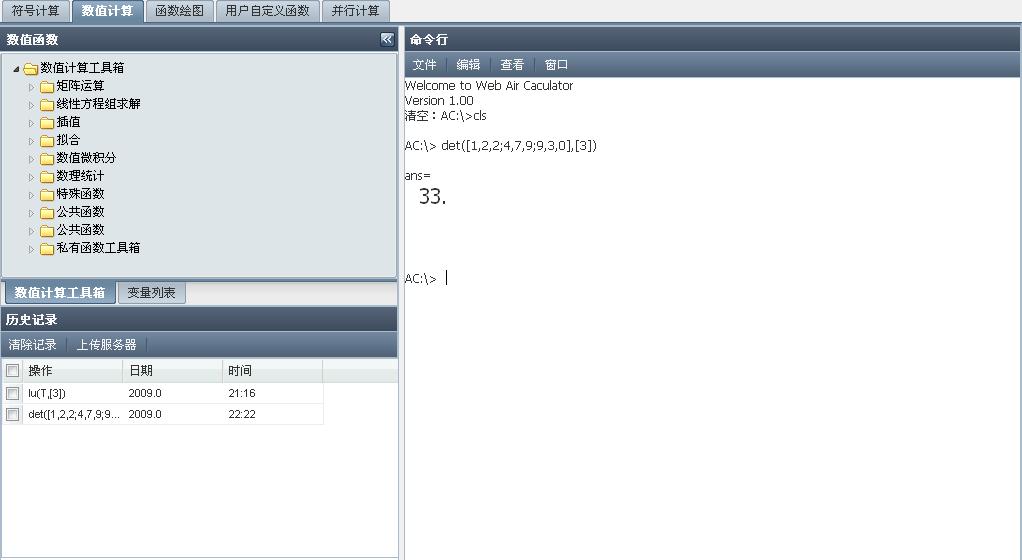 符号计算 数值计算 函数绘图 用户自定义函数 并行计算
数值函数
数值计算工具箱
矩阵运算
线性方程组求解
插值
拟合
数值微积分
数理统计
特殊函数
公共函数
公共函数
私有函数工具箱
数值计算工具箱 变量列表
历史记录
清除记录 上传服务器
操作 日期 时间
lu(T,[3]) 2009.0 21:16
det([1,2,2;4,7,9;9... 2009.0 22:22
命令行
文件 编辑 查看 窗口
Welcome to Web Air Caculator
Version 1.00
清空：AC:\>cls
AC:\> det([1,2,2;4,7,9;9,3,0],[3])
ans=
33.
AC:\>